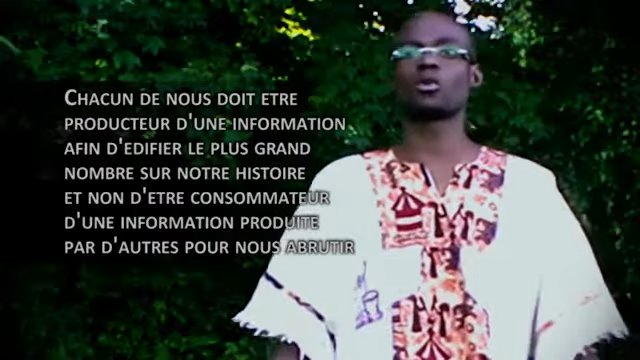 CHACUN DE NOUS DOIT ETRE
PRODUCTEUR D'UNE INFORMATION
AFIN D'EDIFIER LE PLUS GRAND
NOMBRE SUR NOTRE HISTOIRE
ET NON D'ETRE CONSOMMATEUR
D'UNE INFORMATION PRODUITE
PAR D'AUTRES POUR NOUS ABRUTIR